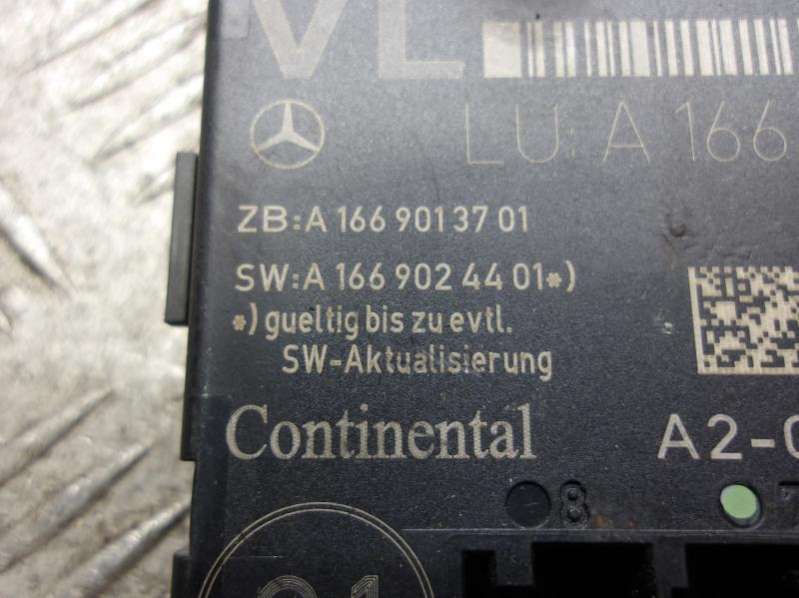 VL
LU: A 166
ZB: A 166 901 37 01
SW: A 166 902 44 01 *)
*) gueltig bis zu evtl.
SW-Aktualisierung
Continental
A2-
8